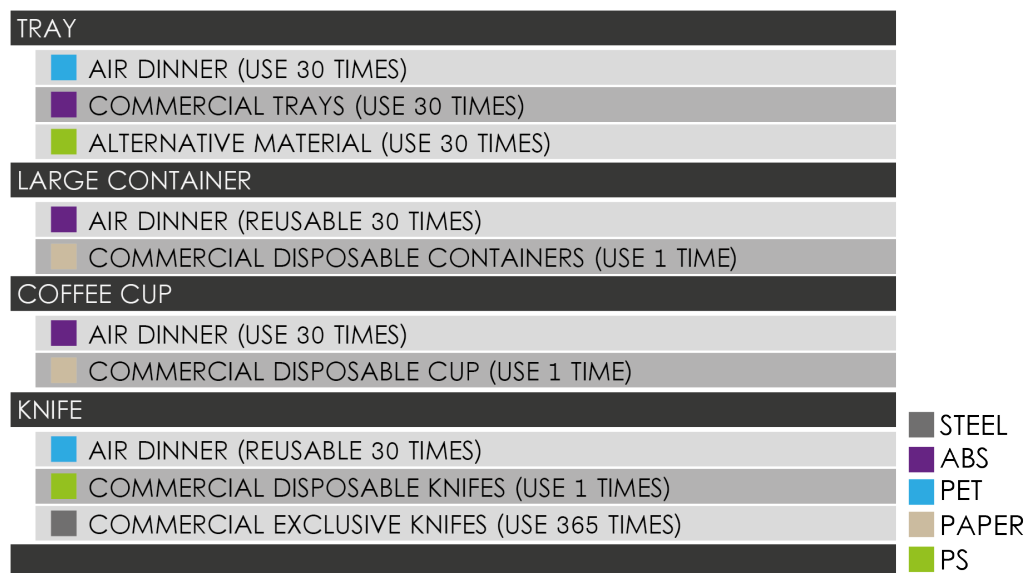 TRAY
AIR DINNER (USE 30 TIMES)
COMMERCIAL TRAYS (USE 30 TIMES)
ALTERNATIVE MATERIAL (USE 30 TIMES)
LARGE CONTAINER
AIR DINNER (REUSABLE 30 TIMES)
COMMERCIAL DISPOSABLE CONTAINERS (USE 1 TIME)
COFFEE CUP
AIR DINNER (USE 30 TIMES)
COMMERCIAL DISPOSABLE CUP (USE 1 TIME)
KNIFE
AIR DINNER (REUSABLE 30 TIMES)
COMMERCIAL DISPOSABLE KNIFES (USE 1 TIMES)
COMMERCIAL EXCLUSIVE KNIFES (USE 365 TIMES)
STEEL
ABS
PET
PAPER
PS